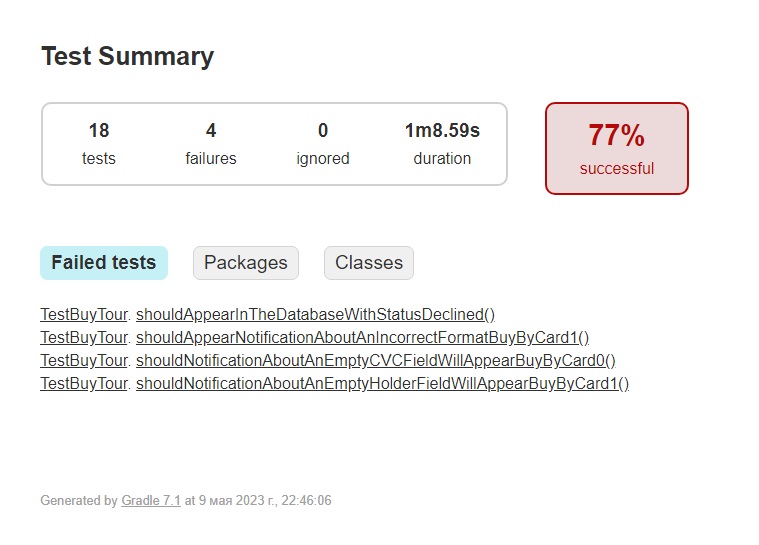 Test Summary
18 4 0 1m8.59s
tests failures ignored duration
77%
successful
Failed tests Packages Classes
TestBuyTour. shouldAppearInTheDatabaseWithStatusDeclined()
TestBuyTour. shouldAppearNotificationAboutAnIncorrectFormatBuyByCard1()
TestBuyTour. shouldNotificationAboutAnEmptyCVCFieldWillAppearBuyByCard0()
TestBuyTour. shouldNotificationAboutAnEmptyHolderFieldWillAppearBuyByCard1()
Generated by Gradle 7.1 at 9 мая 2023 г., 22:46:06